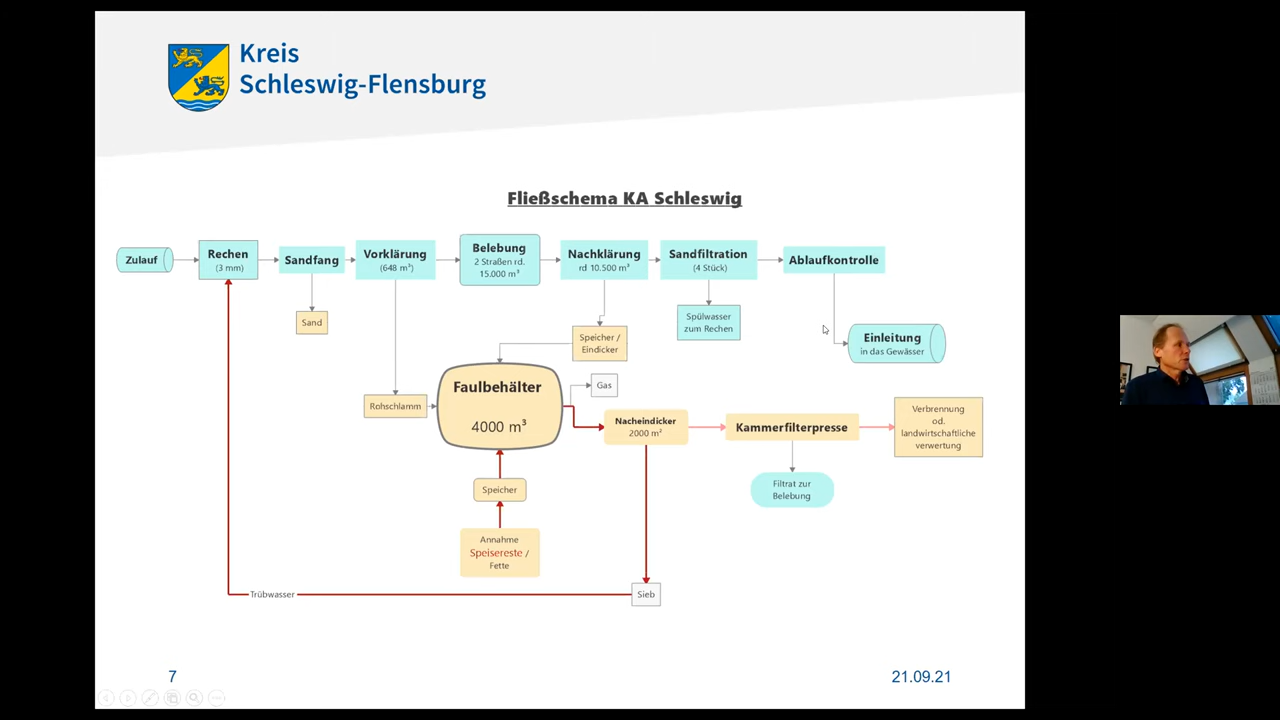 Kreis
Schleswig-Flensburg
Fließschema KA Schleswig
Zulauf
Rechen
(3 mm)
Sandfang
Vorklärung
(648 m³)
Belebung
2 Straßen rd.
15.000 m³
Nachklärung
rd 10.500 m³
Sandfiltration
(4 Stück)
Ablaufkontrolle
Sand
Speicher /
Eindicker
Spülwasser
zum Rechen
Einleitung
in das Gewässer
Rohschlamm
Faulbehälter
4000 m³
Gas
Nacheindicker
2000 m³
Kammerfilterpresse
Verbrennung
od.
landwirtschaftliche
verwertung
Speicher
Filtrat zur
Belebung
Annahme
Speisereste /
Fette
Trübwasser
Sieb
7
21.09.21